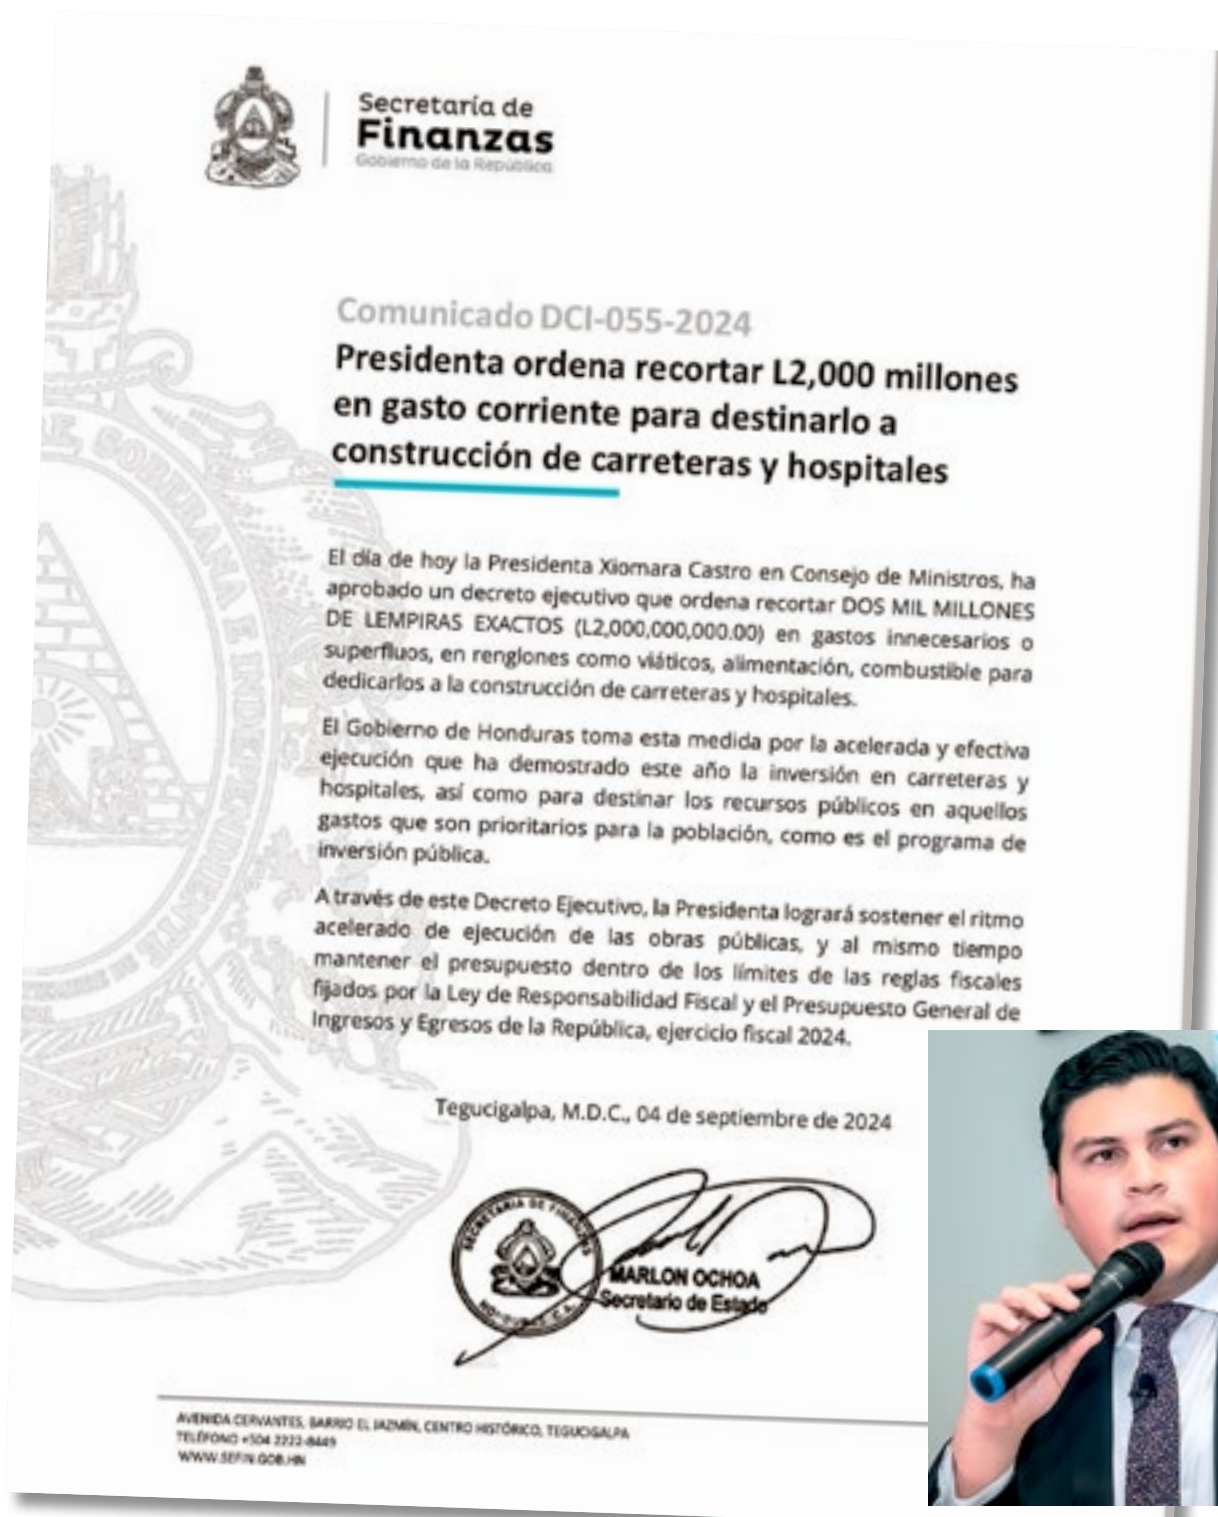 Secretaría de
Finanzas
Gobierno de la República
Comunicado DCI-055-2024
Presidenta ordena recortar L2,000 millones
en gasto corriente para destinarlo a
construcción de carreteras y hospitales
El día de hoy la Presidenta Xiomara Castro en Consejo de Ministros, ha
aprobado un decreto ejecutivo que ordena recortar DOS MIL MILLONES
DE LEMPIRAS EXACTOS (L2,000,000,000.00) en gastos innecesarios o
superfluos, en renglones como viáticos, alimentación, combustible para
dedicarlos a la construcción de carreteras y hospitales.
El Gobierno de Honduras toma esta medida por la acelerada y efectiva
ejecución que ha demostrado este año la inversión en carreteras y
hospitales, así como para destinar los recursos públicos en aquellos
gastos que son prioritarios para la población, como es el programa de
inversión pública.
A través de este Decreto Ejecutivo, la Presidenta logrará sostener el ritmo
acelerado de ejecución de las obras públicas, y al mismo tiempo
mantener el presupuesto dentro de los límites de las reglas fiscales
fijados por la Ley de Responsabilidad Fiscal y el Presupuesto General de
Ingresos y Egresos de la República, ejercicio fiscal 2024.
Tegucigalpa, M.D.C., 04 de septiembre de 2024
SECRETARIA DE FINANZAS
HONDURAS, C.A.
MARLON OCHOA
Secretario de Estado
AVENIDA CERVANTES, BARRIO EL JAZMÍN, CENTRO HISTÓRICO, TEGUCIGALPA
TELÉFONO +504 2222-8449
WWW.SEFIN.GOB.HN
SOBERANA E INDEPENDIENTE